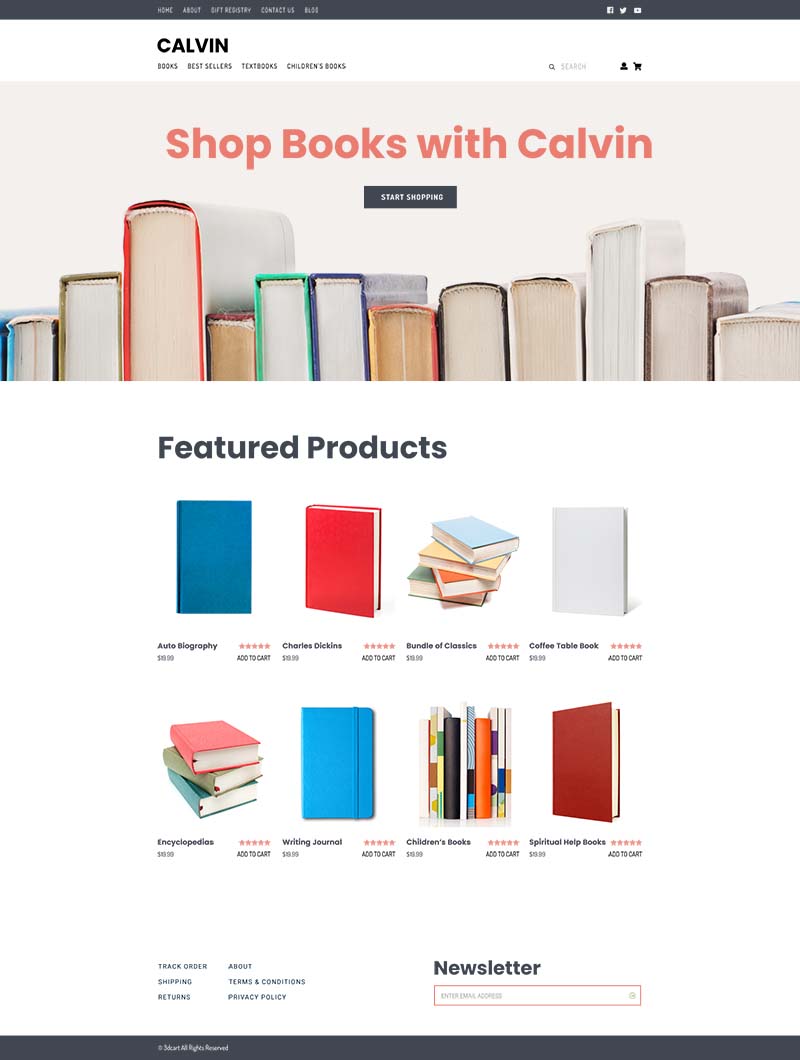 HOME ABOUT GIFT REGISTRY CONTACT US BLOG
CALVIN
BOOKS BEST SELLERS TEXTBOOKS CHILDREN'S BOOKS
SEARCH
Shop Books with Calvin
START SHOPPING
Featured Products
Auto Biography Charles Dickins Bundle of Classics Coffee Table Book
$19.99 ADD TO CART $19.99 ADD TO CART $19.99 ADD TO CART $19.99 ADD TO CART
Encyclopedias Writing Journal Children's Books Spiritual Help Books
$19.99 ADD TO CART $19.99 ADD TO CART $19.99 ADD TO CART $19.99 ADD TO CART
TRACK ORDER ABOUT
SHIPPING TERMS & CONDITIONS
RETURNS PRIVACY POLICY
Newsletter
ENTER EMAIL ADDRESS
© 3dcart All Rights Reserved